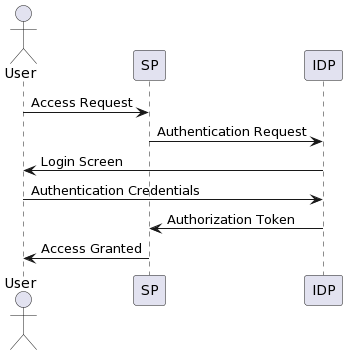 User
SP
IDP
Access Request
Authentication Request
Login Screen
Authentication Credentials
Authorization Token
Access Granted
User
SP
IDP